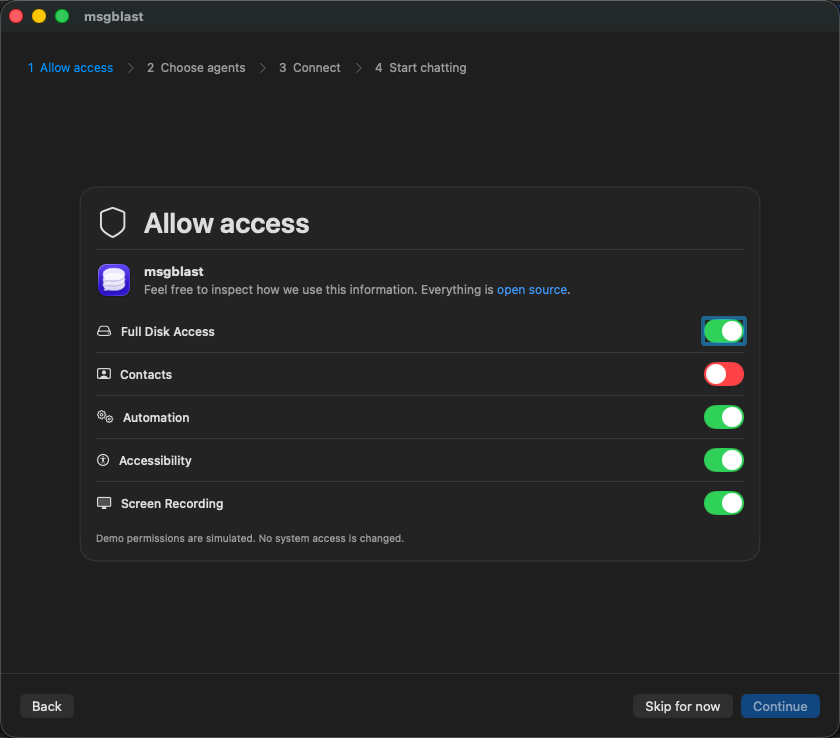 msgblast
1 Allow access > 2 Choose agents > 3 Connect > 4 Start chatting
Allow access
msgblast
Feel free to inspect how we use this information. Everything is open source.
Full Disk Access
Contacts
Automation
Accessibility
Screen Recording
Demo permissions are simulated. No system access is changed.
Back Skip for now Continue